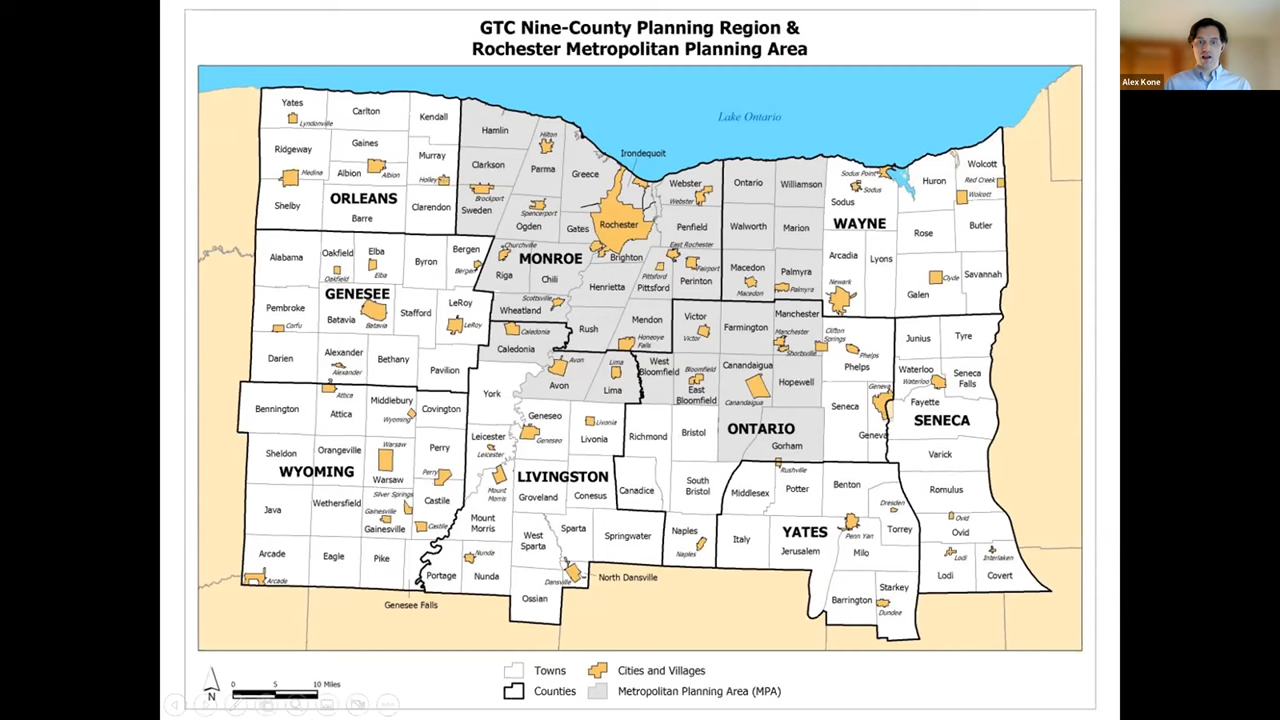 GTC Nine-County Planning Region &
Rochester Metropolitan Planning Area
Alex Kone
Lake Ontario
Yates
Lyndonville
Carlton
Kendall
Ridgeway
Medina
Gaines
Albion
Albion
Murray
Holley
Shelby
ORLEANS
Barre
Clarendon
Hamlin
Clarkson
Brockport
Sweden
Hilton
Parma
Spencerport
Ogden
Greece
Gates
Irondequoit
Rochester
Brighton
Webster
Webster
Penfield
East Rochester
Fairport
Perinton
Pittsford
Pittsford
MONROE
Churchville
Riga
Chili
Henrietta
Scottsville
Wheatland
Rush
Mendon
Honeoye
Falls
Ontario
Williamson
Walworth
Marion
Macedon
Macedon
Palmyra
Palmyra
Sodus Point
Sodus
Sodus
WAYNE
Huron
Wolcott
Red Creek
Wolcott
Rose
Butler
Arcadia
Lyons
Newark
Clyde
Galen
Savannah
Alabama
Oakfield
Oakfield
Elba
Elba
Byron
Bergen
Bergen
GENESEE
Pembroke
Corfu
Batavia
Batavia
Stafford
LeRoy
LeRoy
Darien
Alexander
Alexander
Bethany
Pavilion
Caledonia
Caledonia
Avon
Avon
Lima
Lima
York
Geneseo
Geneseo
Livonia
Livonia
Leicester
Leicester
LIVINGSTON
Mount
Morris
Groveland
Conesus
Mount
Morris
West
Sparta
Sparta
Springwater
Nunda
Nunda
Portage
Dansville
North Dansville
Ossian
Victor
Victor
Farmington
Manchester
Manchester
Shortsville
Clifton
Springs
Phelps
Phelps
West
Bloomfield
Bloomfield
East
Bloomfield
Canandaigua
Canandaigua
Hopewell
Seneca
Geneva
Geneva
ONTARIO
Gorham
Richmond
Bristol
Canadice
South
Bristol
Naples
Naples
Rushville
Middlesex
Potter
Benton
Dresden
Italy
YATES
Jerusalem
Penn Yan
Milo
Torrey
Barrington
Starkey
Dundee
Junius
Tyre
Waterloo
Waterloo
Seneca
Falls
Fayette
SENECA
Varick
Romulus
Ovid
Ovid
Lodi
Interlaken
Lodi
Covert
Bennington
Attica
Attica
Middlebury
Wyoming
Covington
Sheldon
Orangeville
Warsaw
Warsaw
Perry
Perry
WYOMING
Java
Wethersfield
Silver Springs
Gainesville
Gainesville
Castile
Castile
Arcade
Arcade
Eagle
Pike
Genesee Falls
N
0 5 10 Miles
Towns
Cities and Villages
Counties
Metropolitan Planning Area (MPA)